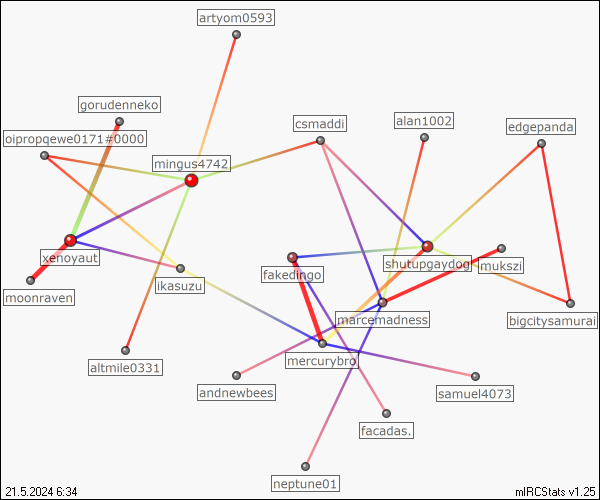 artyom0593
gorudenneko
csmaddi
alan1002
edgepanda
oipropqewe0171#0000
mingus4742
xenoyaut
shutupgaydog
mukszi
fakedingo
moonraven
ikasuzu
marcemadness
bigcitysamurai
mercurybro
altmile0331
andnewbees
samuel4073
facadas.
neptune01
21.5.2024 6:34
mIRCStats v1.25